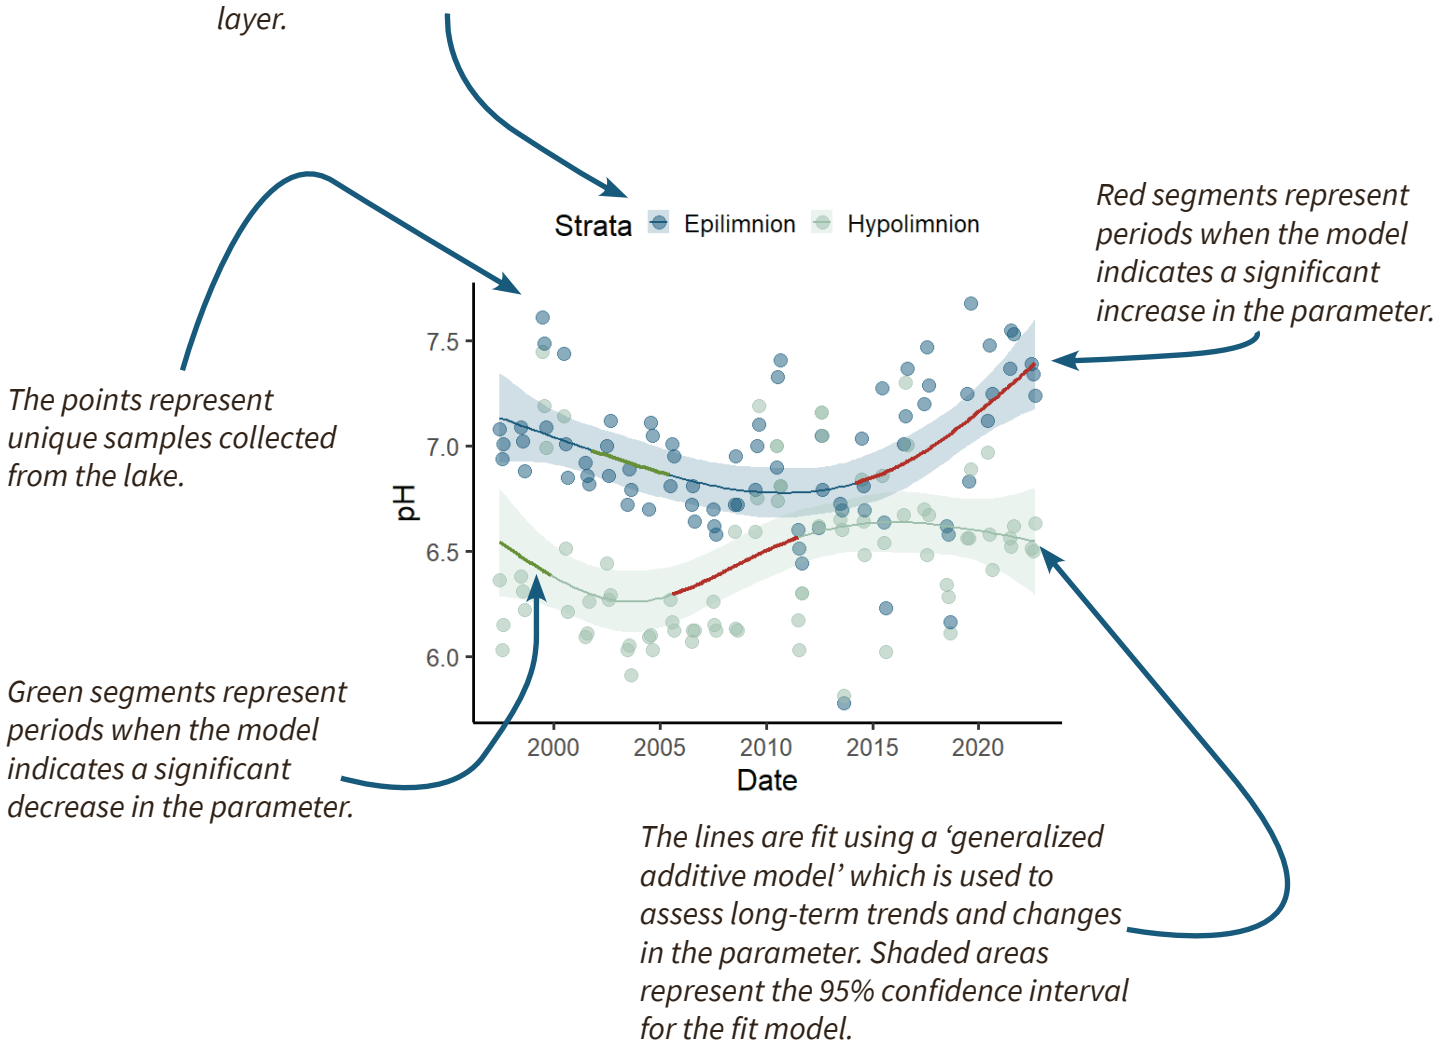 layer.
Red segments represent
periods when the model
indicates a significant
increase in the parameter.
Strata Epilimnion Hypolimnion
The points represent
unique samples collected
from the lake.
pH
7.5
7.0
6.5
6.0
2000 2005 2010 2015 2020
Date
Green segments represent
periods when the model
indicates a significant
decrease in the parameter.
The lines are fit using a ‘generalized
additive model’ which is used to
assess long-term trends and changes
in the parameter. Shaded areas
represent the 95% confidence interval
for the fit model.